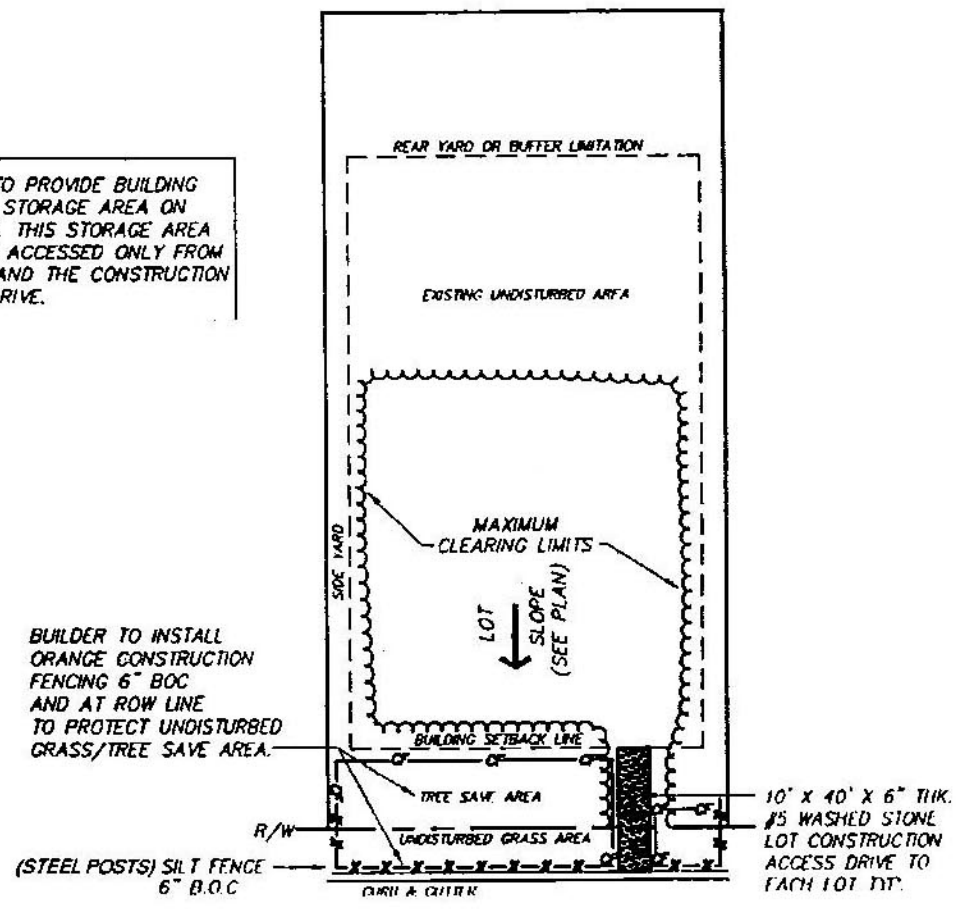 TO PROVIDE BUILDING
STORAGE AREA ON
THIS STORAGE AREA
ACCESSED ONLY FROM
AND THE CONSTRUCTION
RIVE.
REAR YARD OR BUFFER LIMITATION
EXISTING UNDISTURBED AREA
MAXIMUM
CLEARING LIMITS
SIDE YARD
LOT
SLOPE
(SEE PLAN)
BUILDER TO INSTALL
ORANGE CONSTRUCTION
FENCING 6" BOC
AND AT ROW LINE
TO PROTECT UNDISTURBED
GRASS/TREE SAVE AREA.
BUILDING SETBACK LINE
CF CF CF
TREE SAVE AREA
R/W
UNDISTURBED GRASS AREA
CF CF CF
(STEEL POSTS) SILT FENCE
6" B.O.C
CURB & GUTTER
10' X 40' X 6" THK.
#5 WASHED STONE
LOT CONSTRUCTION
ACCESS DRIVE TO
EACH LOT TYP.